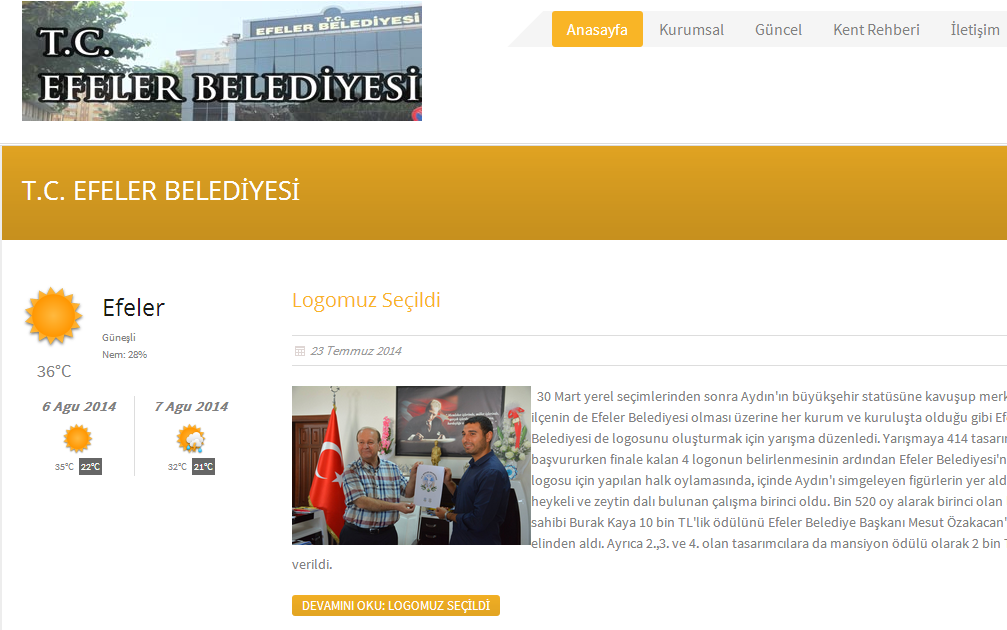 T.C.
EFELER BELEDİYESİ
T.C.
EFELER BELEDİYESİ
Anasayfa
Kurumsal
Güncel
Kent Rehberi
İletişim
T.C. EFELER BELEDİYESİ
Efeler
Güneşli
Nem: 28%
36°C
6 Agu 2014
7 Agu 2014
35°C 22°C
32°C 21°C
Logomuz Seçildi
23 Temmuz 2014
30 Mart yerel seçimlerinden sonra Aydın'ın büyükşehir statüsüne kavuşup merk
ilçenin de Efeler Belediyesi olması üzerine her kurum ve kuruluşta olduğu gibi Ef
Belediyesi de logosunu oluşturmak için yarışma düzenledi. Yarışmaya 414 tasarın
başvururken finale kalan 4 logonun belirlenmesinin ardından Efeler Belediyesi'n
logosu için yapılan halk oylamasında, içinde Aydın'ı simgeleyen figürlerin yer ald
heykeli ve zeytin dalı bulunan çalışma birinci oldu. Bin 520 oy alarak birinci olan
sahibi Burak Kaya 10 bin TL'lik ödülünü Efeler Belediye Başkanı Mesut Özakacan'
elinden aldı. Ayrıca 2.,3. ve 4. olan tasarımcılara da mansiyon ödülü olarak 2 bin T
verildi.
DEVAMINI OKU: LOGOMUZ SEÇİLDİ